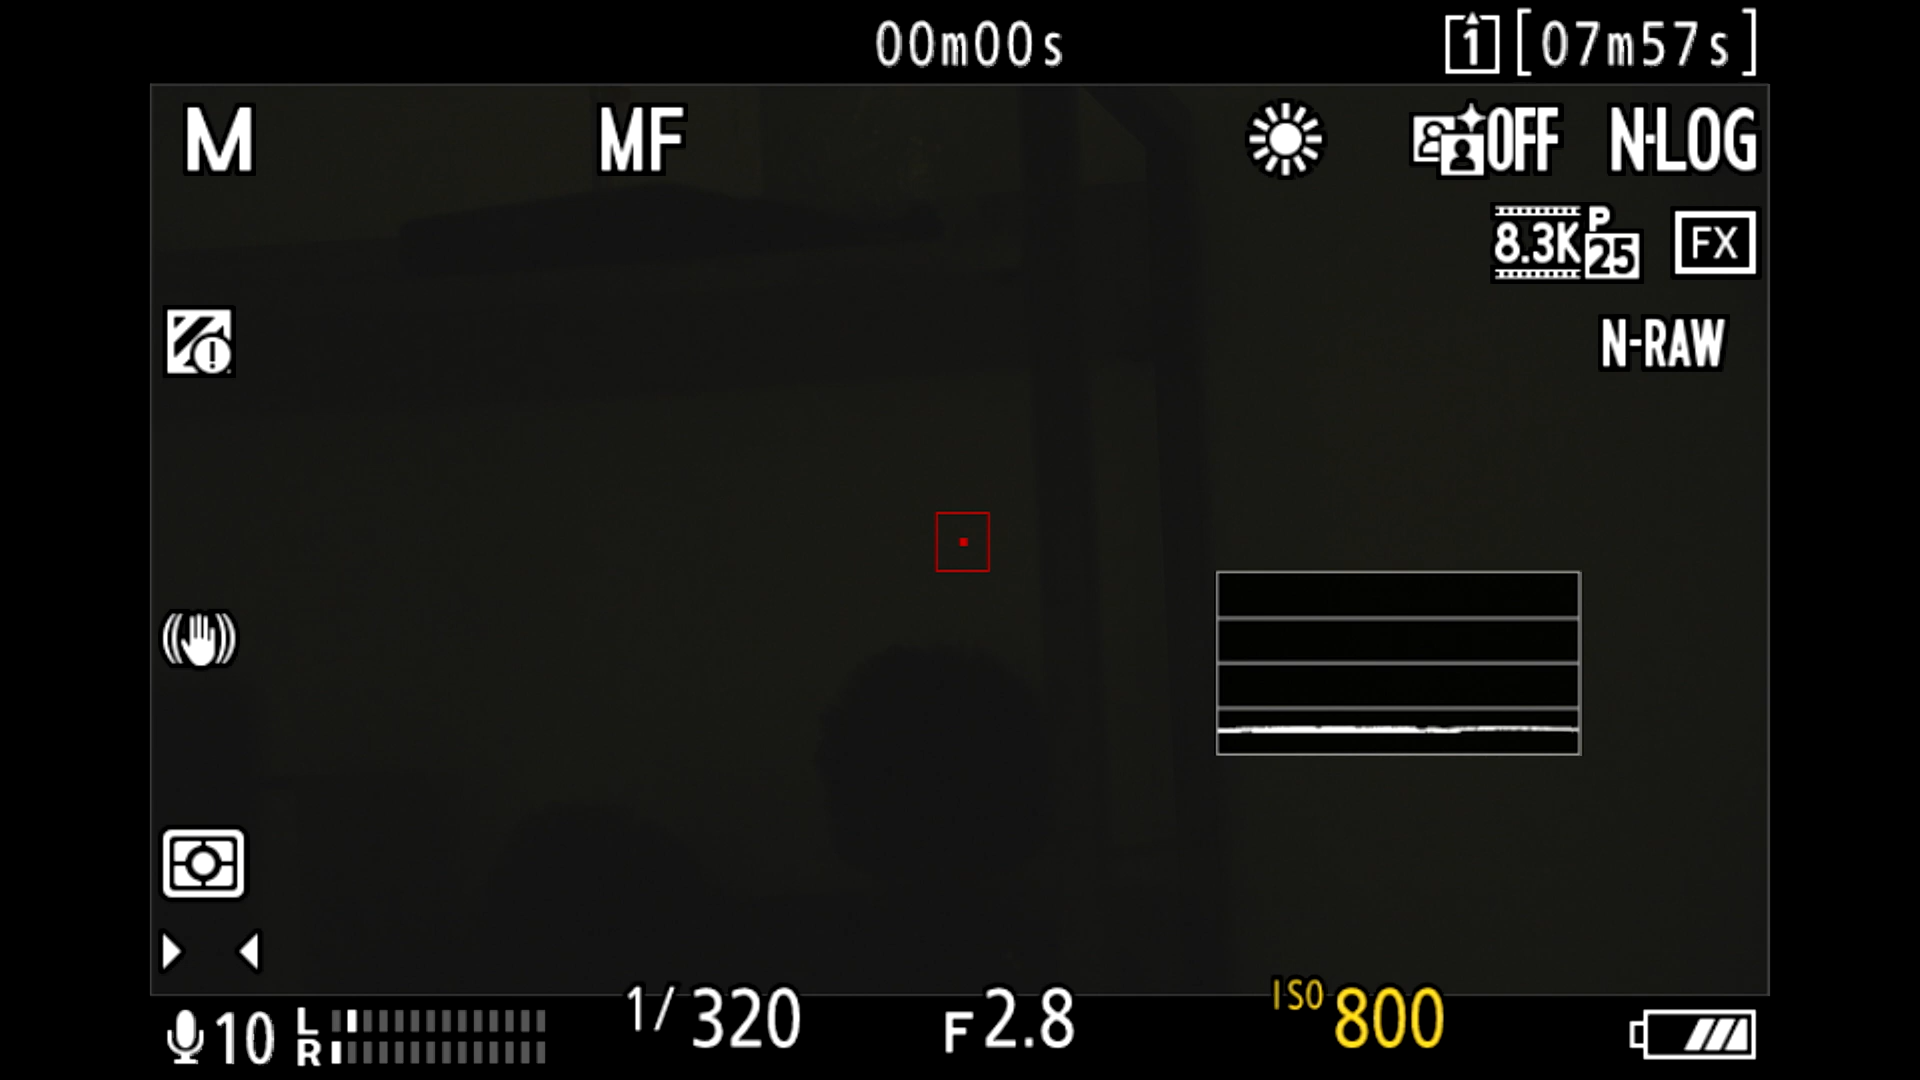 00m00s 1 [07m57s]
M MF OFF N-LOG
8.3K P 25 FX
N-RAW
10 L R 1/320 F2.8 ISO 800